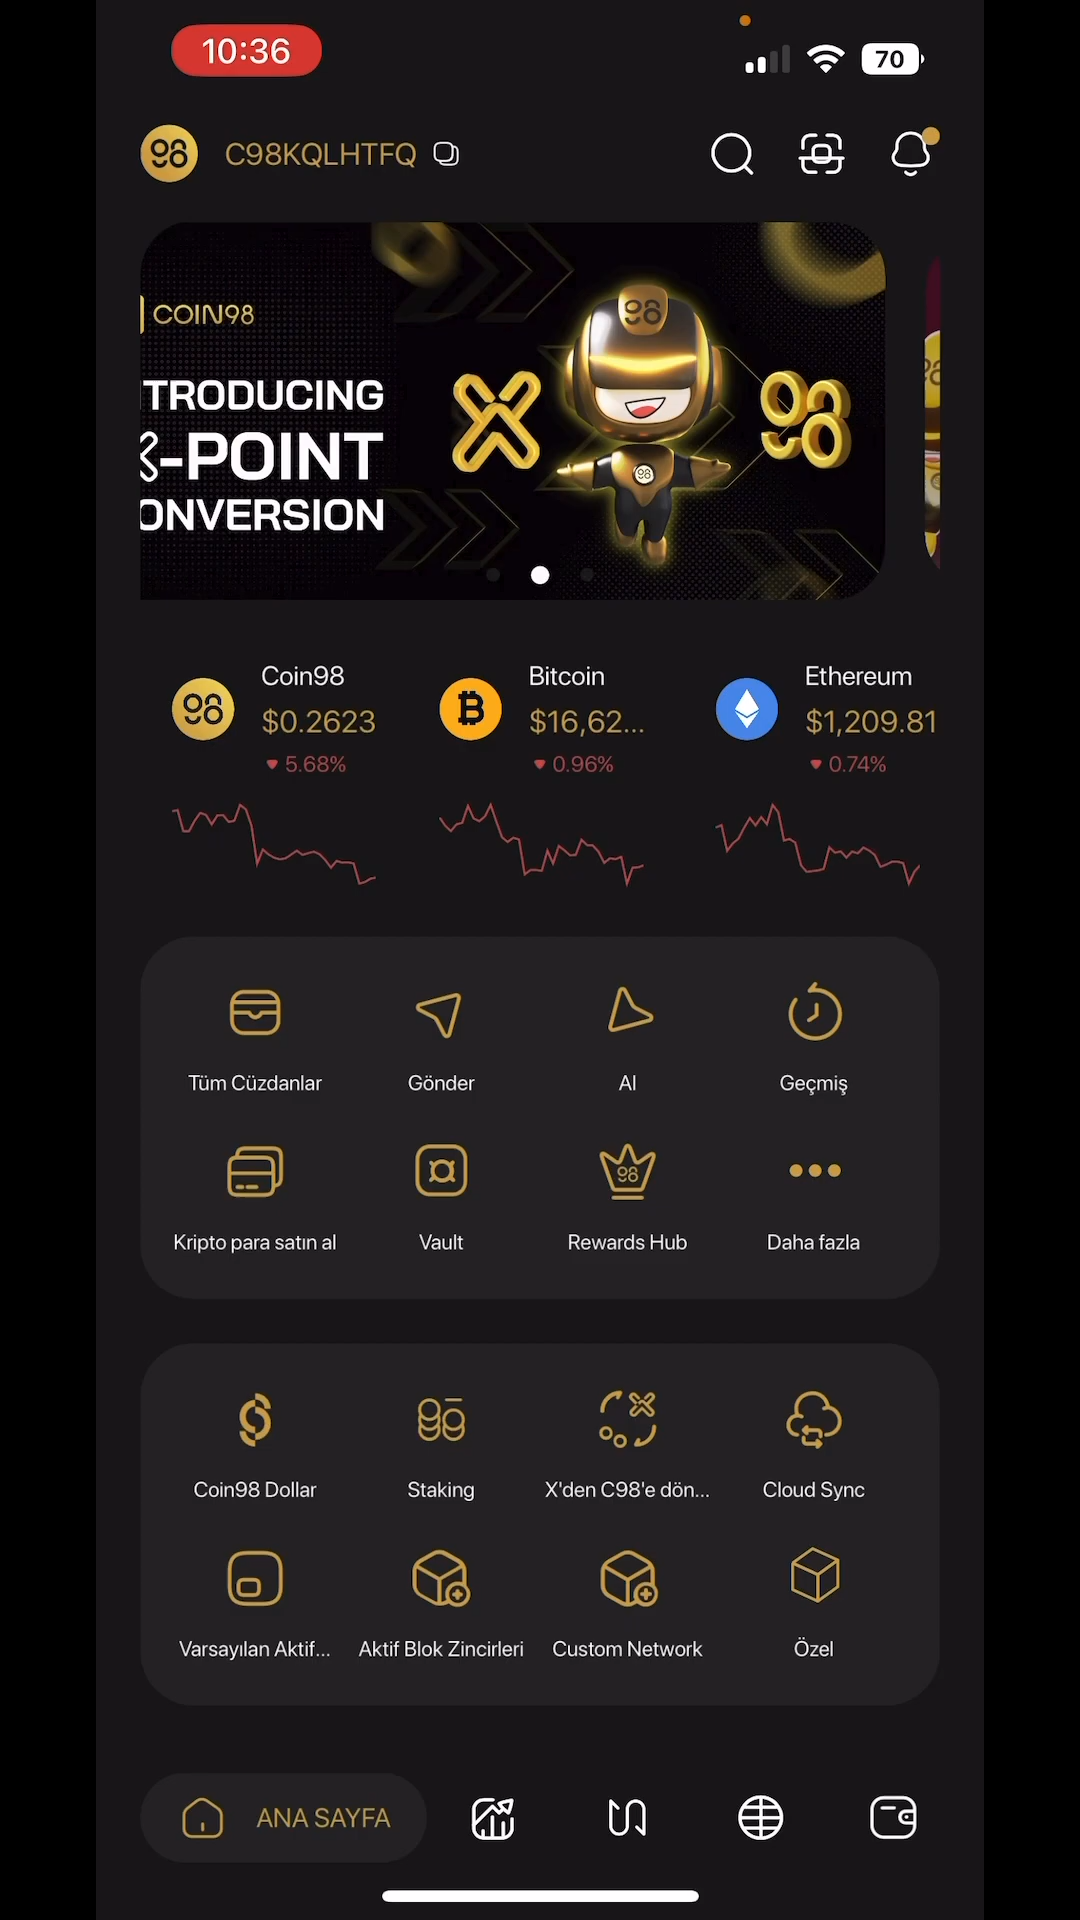 10:36
70
98
C98KQLHTFQ
COIN98
TRODUCING
X-POINT
ONVERSION
Coin98
$0.2623
5.68%
Bitcoin
$16,62...
0.96%
Ethereum
$1,209.81
0.74%
Tüm Cüzdanlar
Gönder
Al
Geçmiş
Kripto para satın al
Vault
Rewards Hub
Daha fazla
Coin98 Dollar
Staking
X'den C98'e dön...
Cloud Sync
Varsayılan Aktif...
Aktif Blok Zincirleri
Custom Network
Özel
ANA SAYFA